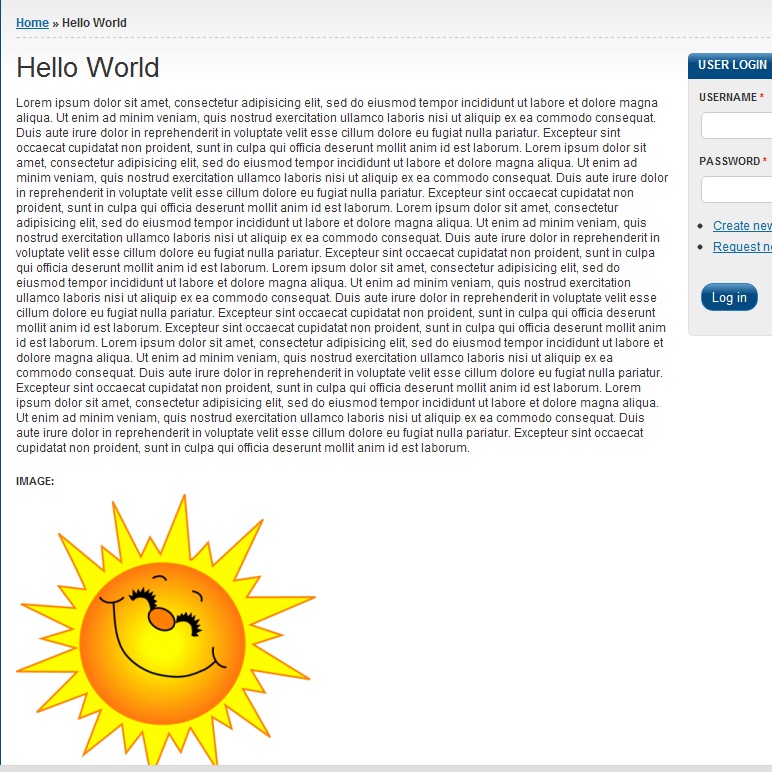 Home » Hello World
Hello World
Lorem ipsum dolor sit amet, consectetur adipisicing elit, sed do eiusmod tempor incididunt ut labore et dolore magna
aliqua. Ut enim ad minim veniam, quis nostrud exercitation ullamco laboris nisi ut aliquip ex ea commodo consequat.
Duis aute irure dolor in reprehenderit in voluptate velit esse cillum dolore eu fugiat nulla pariatur. Excepteur sint
occaecat cupidatat non proident, sunt in culpa qui officia deserunt mollit anim id est laborum. Lorem ipsum dolor sit
amet, consectetur adipisicing elit, sed do eiusmod tempor incididunt ut labore et dolore magna aliqua. Ut enim ad
minim veniam, quis nostrud exercitation ullamco laboris nisi ut aliquip ex ea commodo consequat. Duis aute irure dolor
in reprehenderit in voluptate velit esse cillum dolore eu fugiat nulla pariatur. Excepteur sint occaecat cupidatat non
proident, sunt in culpa qui officia deserunt mollit anim id est laborum. Lorem ipsum dolor sit amet, consectetur
adipisicing elit, sed do eiusmod tempor incididunt ut labore et dolore magna aliqua. Ut enim ad minim veniam, quis
nostrud exercitation ullamco laboris nisi ut aliquip ex ea commodo consequat. Duis aute irure dolor in reprehenderit in
voluptate velit esse cillum dolore eu fugiat nulla pariatur. Excepteur sint occaecat cupidatat non proident, sunt in culpa
qui officia deserunt mollit anim id est laborum. Lorem ipsum dolor sit amet, consectetur adipisicing elit, sed do
eiusmod tempor incididunt ut labore et dolore magna aliqua. Ut enim ad minim veniam, quis nostrud exercitation
ullamco laboris nisi ut aliquip ex ea commodo consequat. Duis aute irure dolor in reprehenderit in voluptate velit esse
cillum dolore eu fugiat nulla pariatur. Excepteur sint occaecat cupidatat non proident, sunt in culpa qui officia deserunt
mollit anim id est laborum. Excepteur sint occaecat cupidatat non proident, sunt in culpa qui officia deserunt mollit anim
id est laborum. Lorem ipsum dolor sit amet, consectetur adipisicing elit, sed do eiusmod tempor incididunt ut labore et
dolore magna aliqua. Ut enim ad minim veniam, quis nostrud exercitation ullamco laboris nisi ut aliquip ex ea
commodo consequat. Duis aute irure dolor in reprehenderit in voluptate velit esse cillum dolore eu fugiat nulla pariatur.
Excepteur sint occaecat cupidatat non proident, sunt in culpa qui officia deserunt mollit anim id est laborum. Lorem
ipsum dolor sit amet, consectetur adipisicing elit, sed do eiusmod tempor incididunt ut labore et dolore magna aliqua.
Ut enim ad minim veniam, quis nostrud exercitation ullamco laboris nisi ut aliquip ex ea commodo consequat. Duis
aute irure dolor in reprehenderit in voluptate velit esse cillum dolore eu fugiat nulla pariatur. Excepteur sint occaecat
cupidatat non proident, sunt in culpa qui officia deserunt mollit anim id est laborum.
IMAGE:
USER LOGIN
USERNAME *
PASSWORD *
Create new
Request
Log in